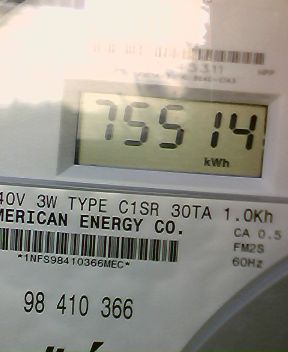 75514
kWh
40V 3W TYPE C1SR 30TA 1.0Kh
MERICAN ENERGY CO.
CA 0.5
FM2S
*1NFS98410366MEC*
60Hz
98 410 366